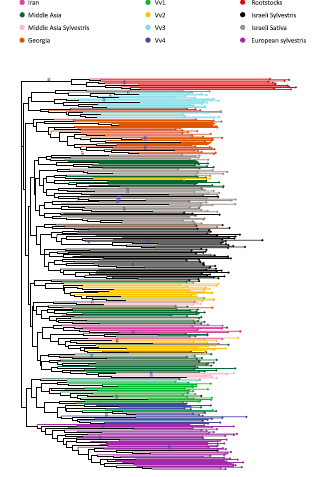 Iran
Vv1
Rootstocks
Middle Asia
Vv2
Israeli Sylvestris
Middle Asia Sylvestris
Vv3
Israeli Sativa
Georgia
Vv4
European sylvestris